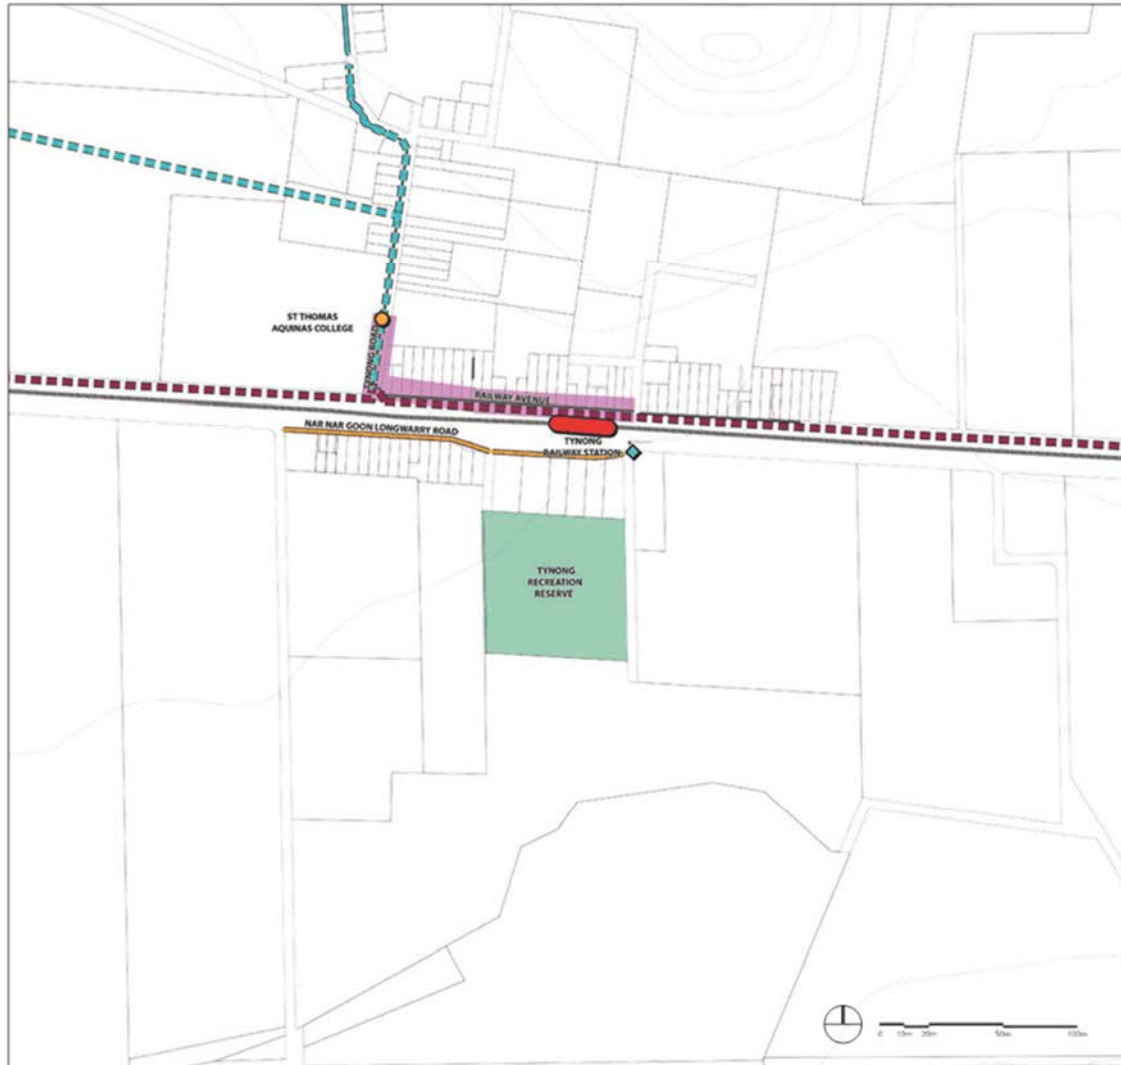 ST THOMAS
AQUINAS COLLEGE
TYNONG ROAD
RAILWAY AVENUE
NAR NAR GOON LONGWARRY ROAD
TYNONG
RAILWAY STATION
TYNONG
RECREATION
RESERVE
0 10m 20m 50m 100m